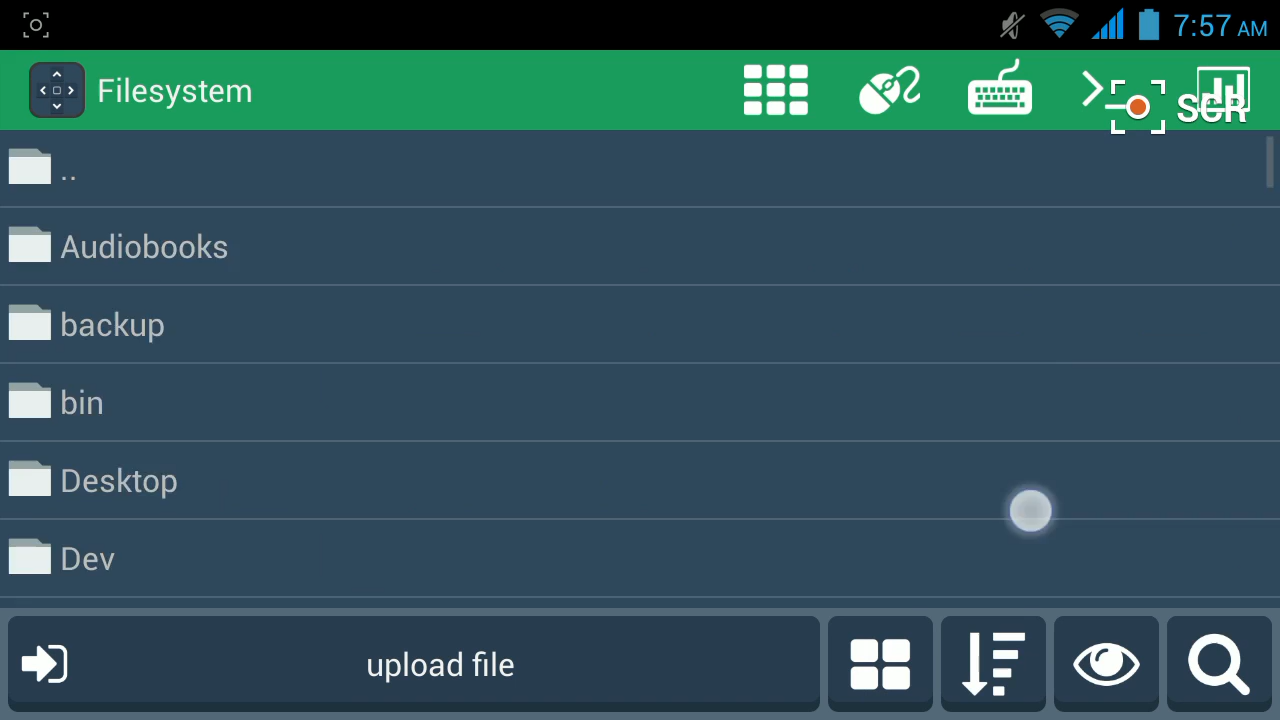 7:57 AM
Filesystem
SCR
..
Audiobooks
backup
bin
Desktop
Dev
upload file